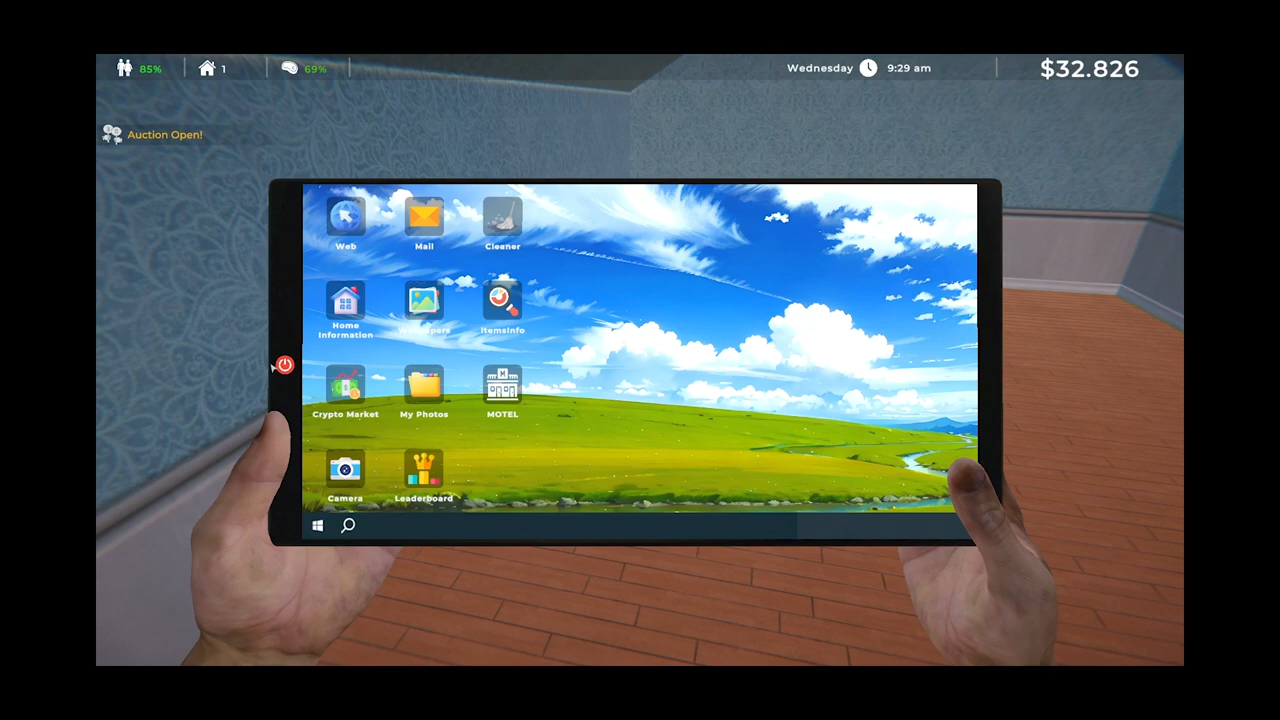 85%
1
69%
Wednesday
9:29 am
$32.826
Auction Open!
Web
Mail
Cleaner
Home Information
Wallpapers
ItemsInfo
Crypto Market
My Photos
M
MOTEL
Camera
Leaderboard